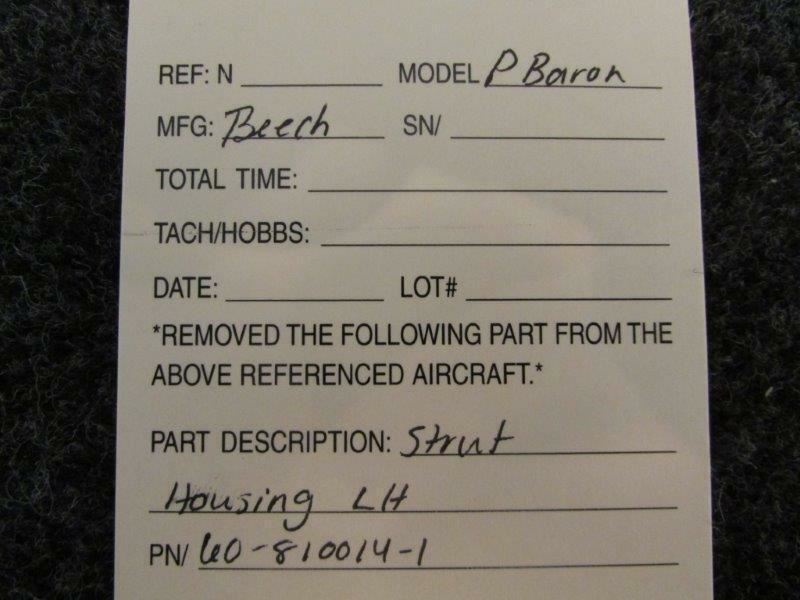 REF: N MODEL P Baron
MFG: Beech SN/
TOTAL TIME:
TACH/HOBBS:
DATE: LOT#
*REMOVED THE FOLLOWING PART FROM THE
ABOVE REFERENCED AIRCRAFT.*
PART DESCRIPTION: Strut
Housing LH
PN/ 60-810014-1